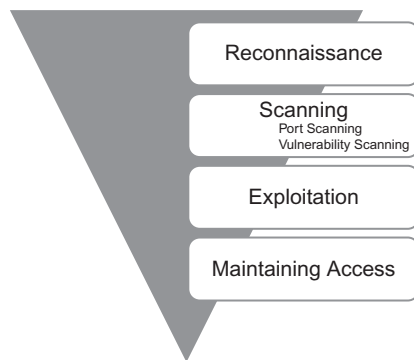 Reconnaissance
Scanning
Port Scanning
Vulnerability Scanning
Exploitation
Maintaining Access